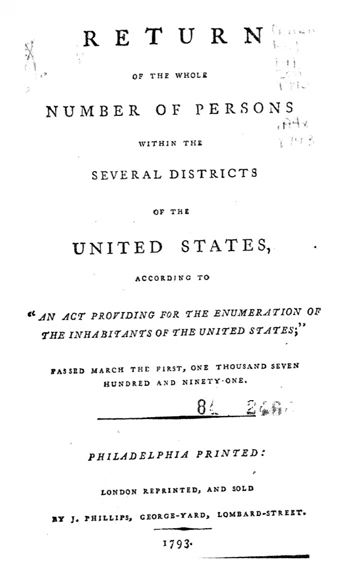 RETURN
OF THE WHOLE
NUMBER OF PERSONS
WITHIN THE
SEVERAL DISTRICTS
OF THE
UNITED STATES,
ACCORDING TO
"AN ACT PROVIDING FOR THE ENUMERATION OF
THE INHABITANTS OF THE UNITED STATES;"
PASSED MARCH THE FIRST, ONE THOUSAND SEVEN
HUNDRED AND NINETY-ONE.
PHILADELPHIA PRINTED:
LONDON REPRINTED, AND SOLD
BY J. PHILLIPS, GEORGE-YARD, LOMBARD-STREET.
1793.